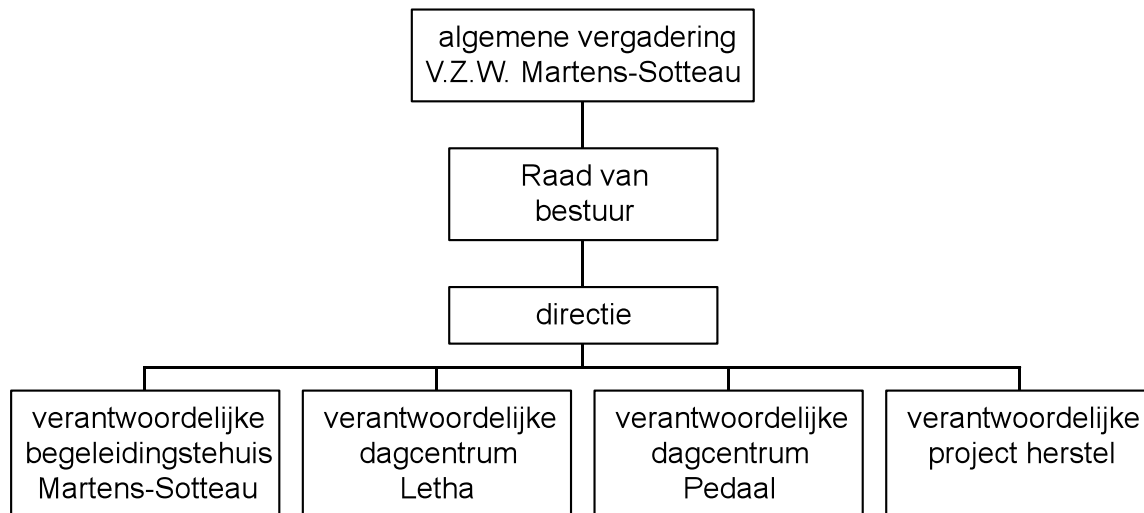 algemene vergadering
V.Z.W. Martens-Sotteau
Raad van
bestuur
directie
verantwoordelijke
begeleidingstehuis
Martens-Sotteau
verantwoordelijke
dagcentrum
Letha
verantwoordelijke
dagcentrum
Pedaal
verantwoordelijke
project herstel